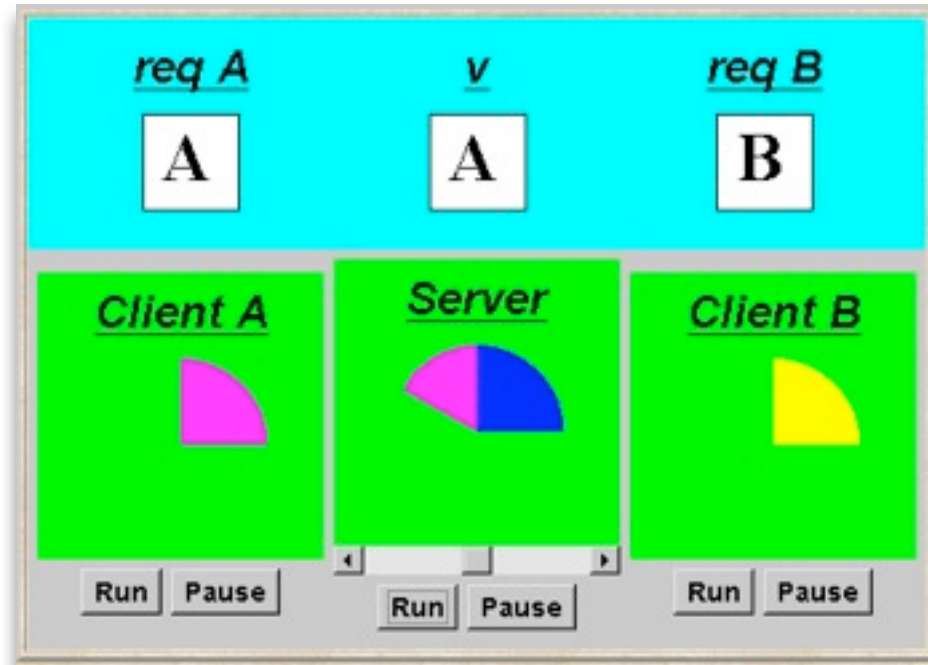 req A
v
req B
A
A
B
Client A
Server
Client B
Run
Pause
Run
Pause
Run
Pause